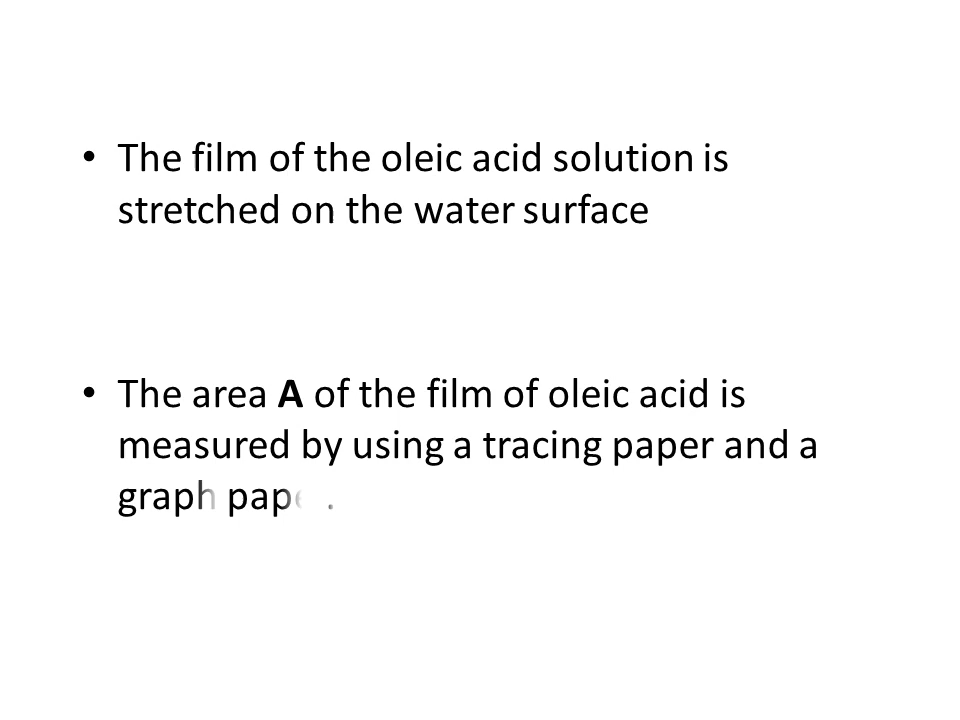 • The film of the oleic acid solution is
stretched on the water surface
• The area A of the film of oleic acid is
measured by using a tracing paper and a
graph paper.